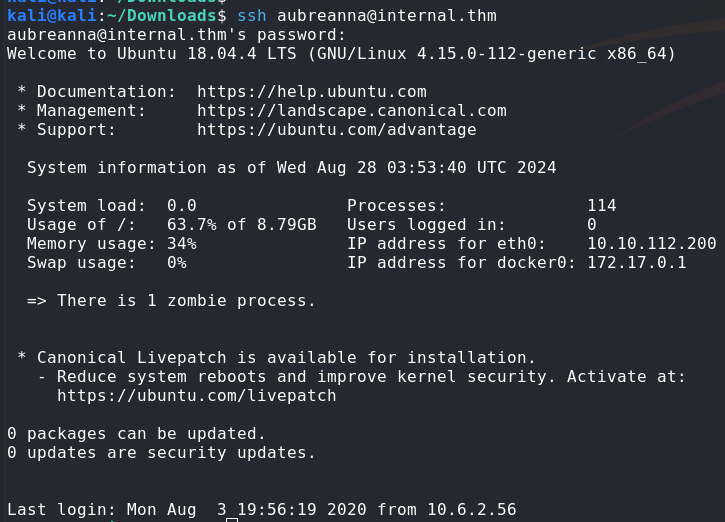 kali@kali:~/Downloads$ ssh aubreanna@internal.thm
aubreanna@internal.thm's password:
Welcome to Ubuntu 18.04.4 LTS (GNU/Linux 4.15.0-112-generic x86_64)
* Documentation:  https://help.ubuntu.com
* Management:     https://landscape.canonical.com
* Support:        https://ubuntu.com/advantage
System information as of Wed Aug 28 03:53:40 UTC 2024
System load:  0.0                Processes:              114
Usage of /:   63.7% of 8.79GB   Users logged in:        0
Memory usage: 34%               IP address for eth0:    10.10.112.200
Swap usage:   0%                IP address for docker0: 172.17.0.1
=> There is 1 zombie process.
* Canonical Livepatch is available for installation.
- Reduce system reboots and improve kernel security. Activate at:
https://ubuntu.com/livepatch
0 packages can be updated.
0 updates are security updates.
Last login: Mon Aug  3 19:56:19 2020 from 10.6.2.56